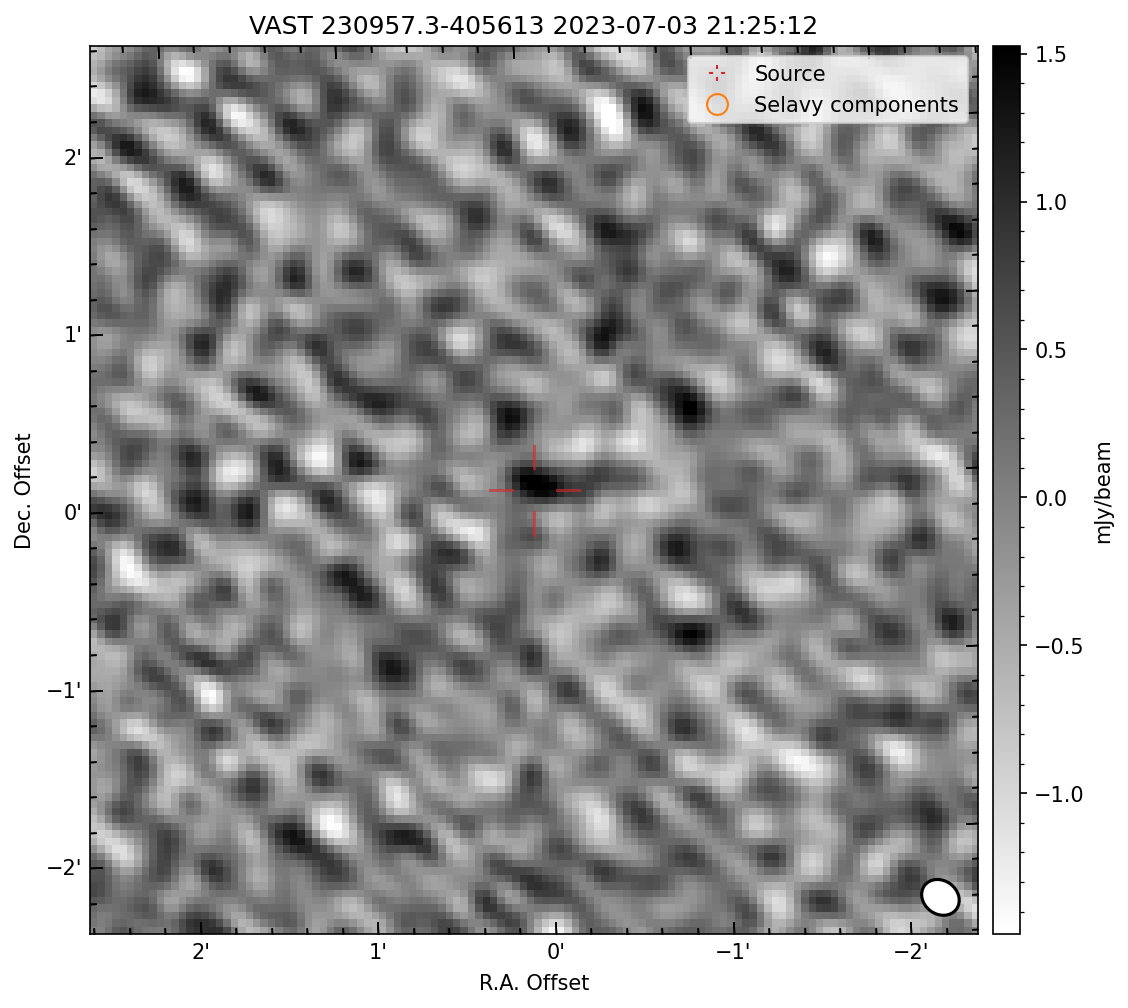 VAST 230957.3-405613 2023-07-03 21:25:12
Source
Selavy components
2'
1'
0'
−1'
−2'
Dec. Offset
2'
1'
0'
−1'
−2'
R.A. Offset
1.5
1.0
0.5
0.0
−0.5
−1.0
mJy/beam